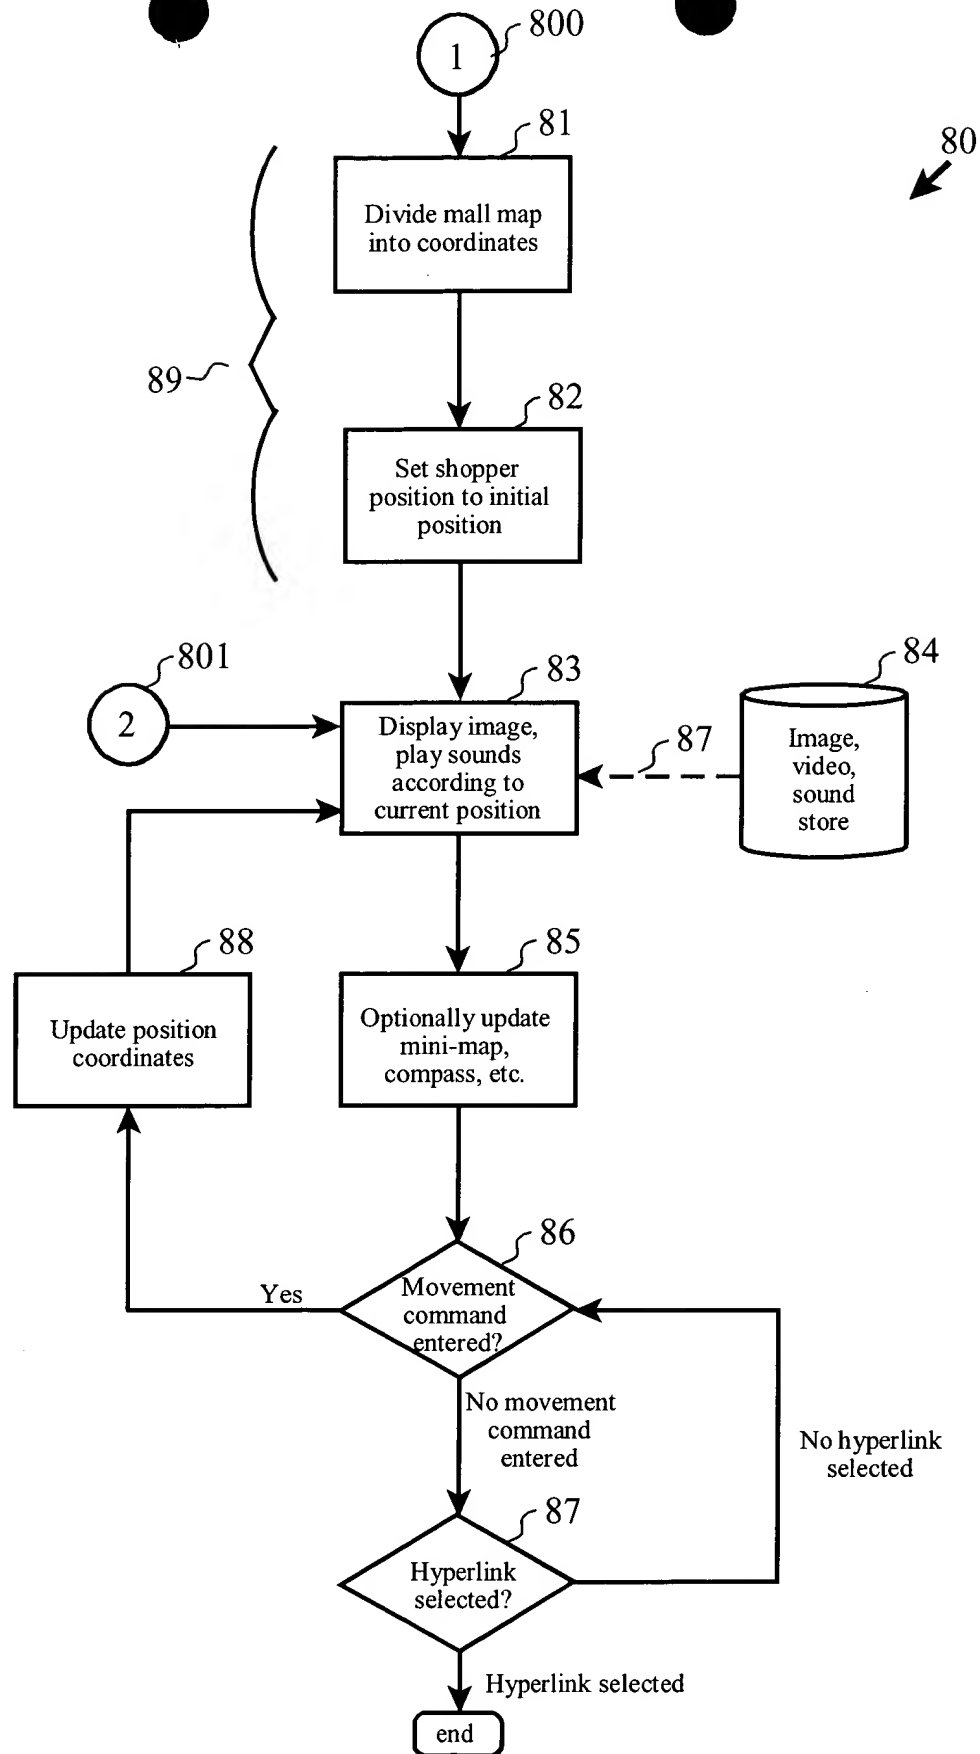 800
1
81
80
Divide mall map
into coordinates
89
82
Set shopper
position to initial
position
801
2
83
84
Display image,
play sounds
according to
current position
87
Image,
video,
sound
store
88
85
Update position
coordinates
Optionally update
mini-map,
compass, etc.
86
Yes
Movement
command
entered?
No movement
command
entered
No hyperlink
selected
87
Hyperlink
selected?
Hyperlink selected
end